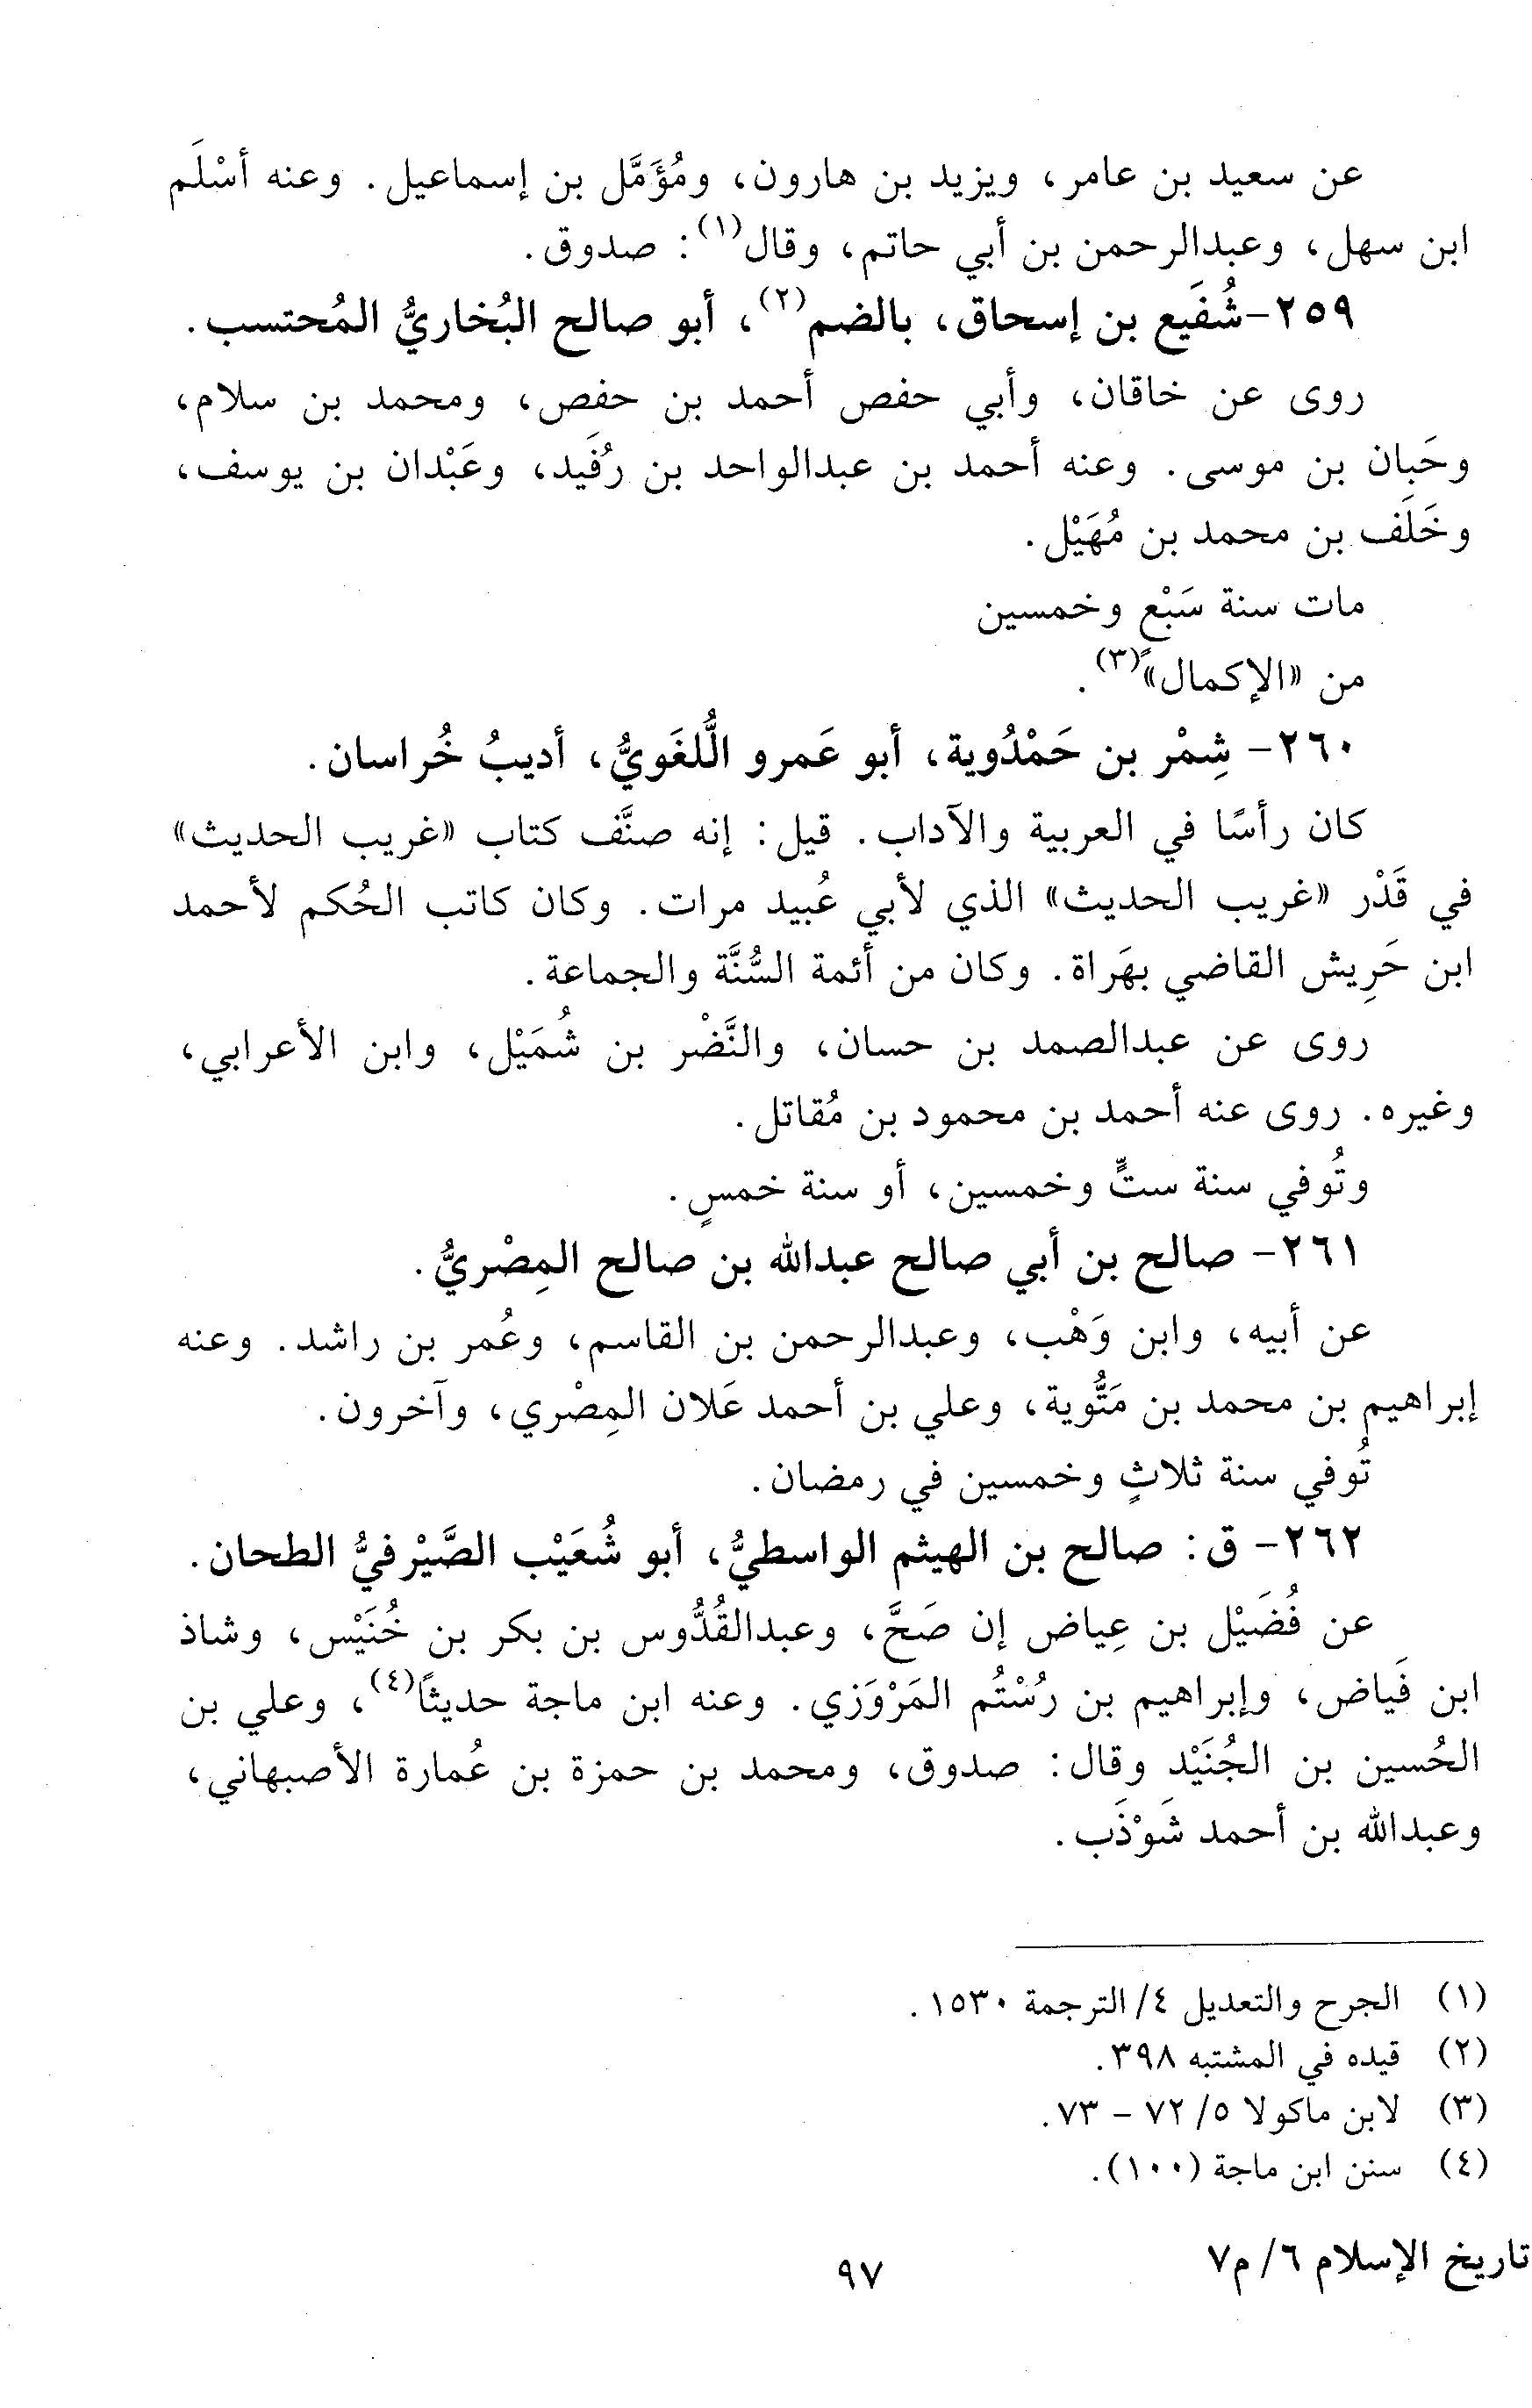 عن سعيد بن عامر، ويزيد بن هارون، ومُؤَمَّل بن إسماعيل. وعنه أسْلَم
ابن سهل، وعبدالرحمن بن أبي حاتم، وقال(١): صدوق.
٢٥٩-شُفَيع بن إسحاق، بالضم(٢)، أبو صالح البُخاريُّ المُحتسب.
روى عن خاقان، وأبي حفص أحمد بن حفص، ومحمد بن سلام،
وحَبان بن موسى. وعنه أحمد بن عبدالواحد بن رُفَيد، وعَبْدان بن يوسف،
وخَلَف بن محمد بن مُهَيْل.
مات سنة سَبْعٍ وخمسين
من «الإكمال»(٣).
٢٦٠- شِمْر بن حَمْدُوية، أبو عَمرو اللُّغَويُّ، أديبُ خُراسان.
كان رأسًا في العربية والآداب. قيل: إنه صنَّف كتاب «غريب الحديث»
في قَدْر «غريب الحديث» الذي لأبي عُبيد مرات. وكان كاتب الحُكم لأحمد
ابن حَرِيش القاضي بهَراة. وكان من أئمة السُّنَّة والجماعة.
روى عن عبدالصمد بن حسان، والنَّضْر بن شُمَيْل، وابن الأعرابي،
وغيره. روى عنه أحمد بن محمود بن مُقاتل.
وتُوفي سنة ستٍّ وخمسين، أو سنة خمسٍ.
٢٦١- صالح بن أبي صالح عبدالله بن صالح المِصْريُّ.
عن أبيه، وابن وَهْب، وعبدالرحمن بن القاسم، وعُمر بن راشد. وعنه
إبراهيم بن محمد بن مَتُّوية، وعلي بن أحمد عَلان المِصْري، وآخرون.
تُوفي سنة ثلاثٍ وخمسين في رمضان.
٢٦٢- ق: صالح بن الهيثم الواسطيُّ، أبو شُعَيْب الصَّيْرفيُّ الطحان.
عن فُضَيْل بن عِياض إن صَحَّ، وعبدالقُدُّوس بن بكر بن خُنَيْس، وشاذ
ابن فَياض، وإبراهيم بن رُسْتُم المَرْوَزي. وعنه ابن ماجة حديثًا(٤)، وعلي بن
الحُسين بن الجُنَيْد وقال: صدوق، ومحمد بن حمزة بن عُمارة الأصبهاني،
وعبدالله بن أحمد شَوْذَب.
(١) الجرح والتعديل ٤/ الترجمة ١٥٣٠.
(٢) قيده في المشتبه ٣٩٨.
(٣) لابن ماكولا ٥/ ٧٢ - ٧٣.
(٤) سنن ابن ماجة (١٠٠).
تاريخ الإسلام ٦/ م٧
٩٧